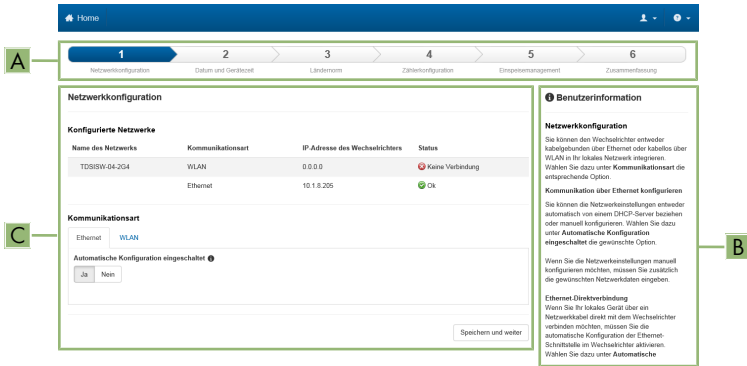 Home
1 2 3 4 5 6
Netzwerkkonfiguration Datum und Gerätezeit Ländernorm Zählerkonfiguration Einspeisemanagement Zusammenfassung
A
Netzwerkkonfiguration
Konfigurierte Netzwerke
Name des Netzwerks Kommunikationsart IP-Adresse des Wechselrichters Status
TDSISW-04-2G4 WLAN 0.0.0.0 Keine Verbindung
Ethernet 10.1.8.205 Ok
Kommunikationsart
C
Ethernet WLAN
Automatische Konfiguration eingeschaltet
Ja Nein
Speichern und weiter
Benutzerinformation
Netzwerkkonfiguration
Sie können den Wechselrichter entweder
kabelgebunden über Ethernet oder kabellos über
WLAN in Ihr lokales Netzwerk integrieren.
Wählen Sie dazu unter Kommunikationsart die
entsprechende Option.
Kommunikation über Ethernet konfigurieren
Sie können die Netzwerkeinstellungen entweder
automatisch von einem DHCP-Server beziehen
oder manuell konfigurieren. Wählen Sie dazu
unter Automatische Konfiguration
eingeschaltet die gewünschte Option.
B
Wenn Sie die Netzwerkeinstellungen manuell
konfigurieren möchten, müssen Sie zusätzlich
die gewünschten Netzwerkdaten eingeben.
Ethernet-Direktverbindung
Wenn Sie Ihr lokales Gerät über ein
Netzwerkkabel direkt mit dem Wechselrichter
verbinden möchten, müssen Sie die
automatische Konfiguration der Ethernet-
Schnittstelle im Wechselrichter aktivieren.
Wählen Sie dazu unter Automatische